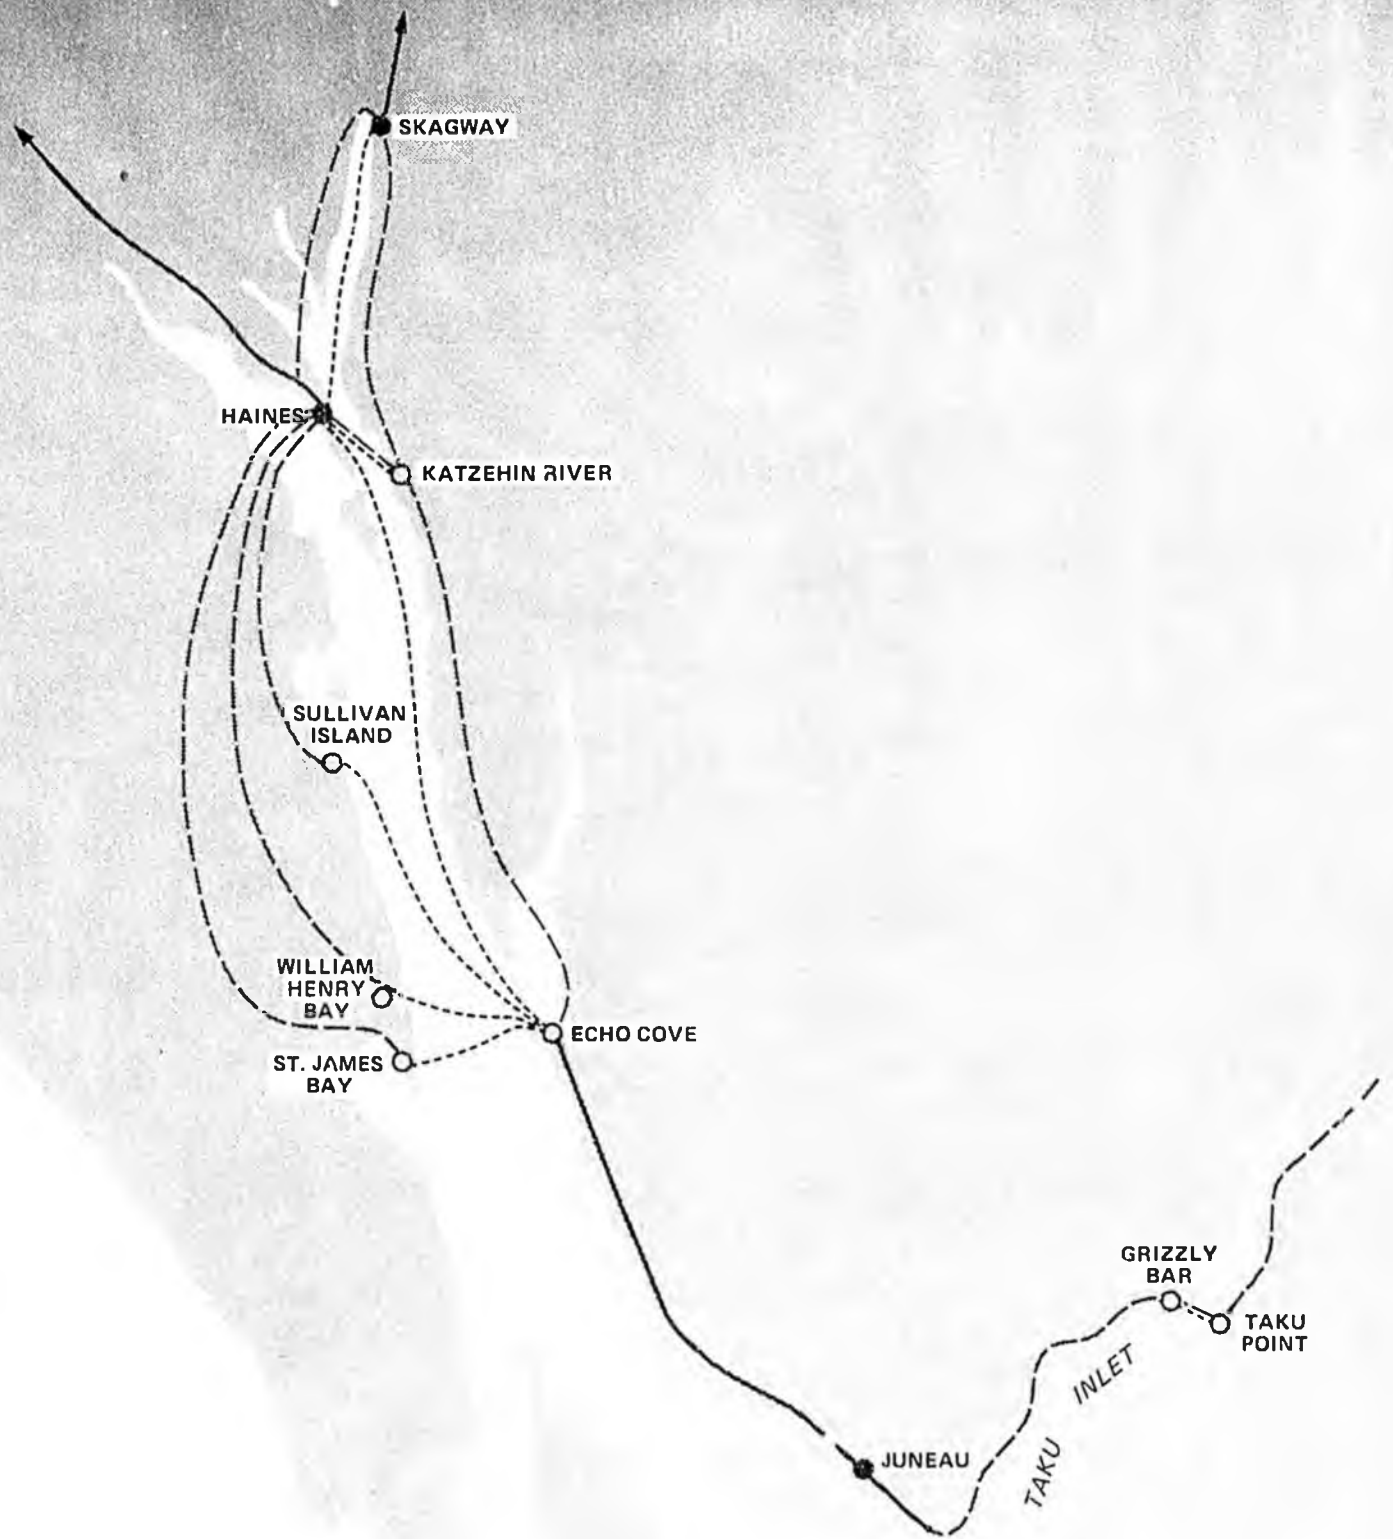 SKAGWAY
HAINES
KATZEHIN RIVER
SULLIVAN
ISLAND
WILLIAM
HENRY
BAY
ECHO COVE
ST. JAMES
BAY
GRIZZLY
BAR
TAKU
POINT
TAKU INLET
JUNEAU